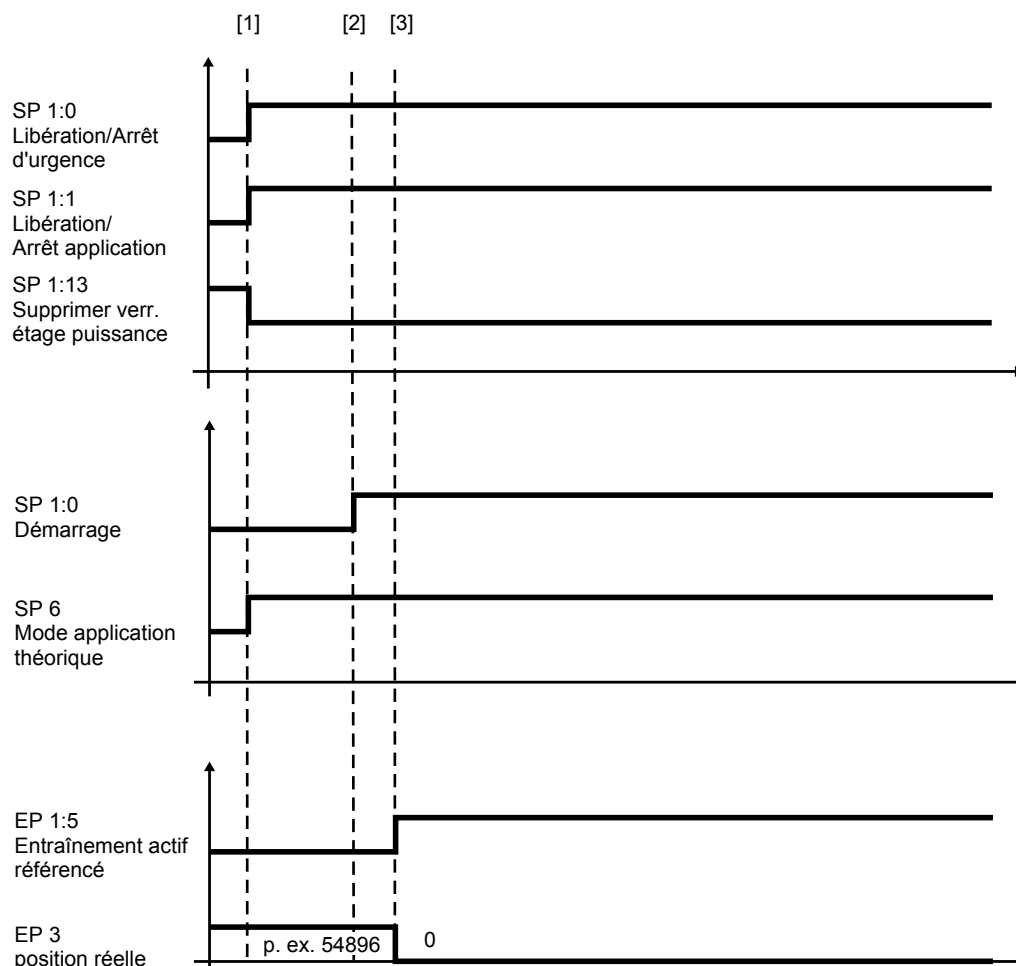 [1] [2] [3]
SP 1:0
Libération/Arrêt
d'urgence
SP 1:1
Libération/
Arrêt application
SP 1:13
Supprimer verr.
étage puissance
SP 1:0
Démarrage
SP 6
Mode application
théorique
EP 1:5
Entraînement actif
référencé
EP 3
position réelle
p. ex. 54896 0